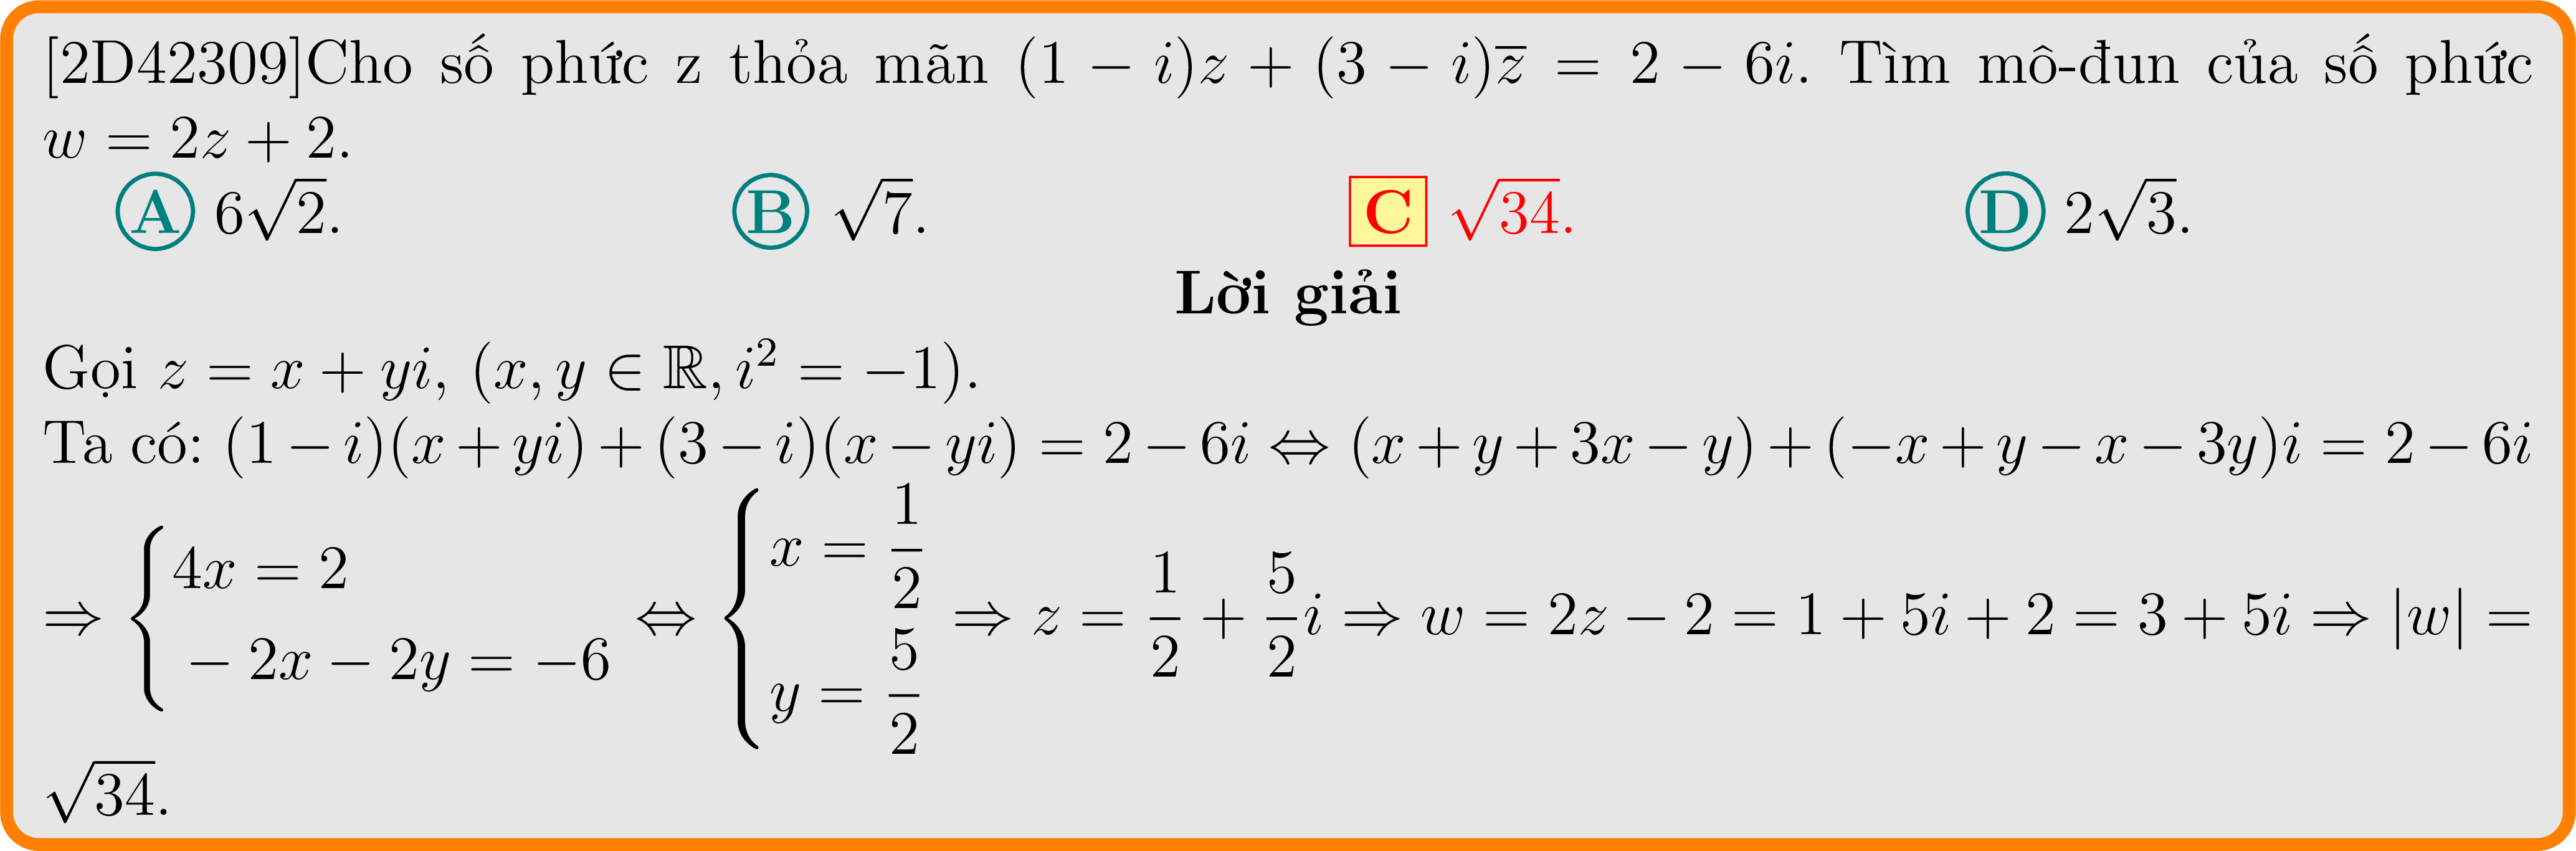 [2D42309]Cho số phức z thỏa mãn $(1 - i)z + (3 - i)\overline{z} = 2 - 6i$. Tìm mô-đun của số phức
$w = 2z + 2$.
Ⓐ $6\sqrt{2}$. Ⓑ $\sqrt{7}$. C $\sqrt{34}$. Ⓓ $2\sqrt{3}$.
Lời giải
Gọi $z = x + yi$, $(x, y \in \mathbb{R}, i^2 = -1)$.
Ta có: $(1 - i)(x + yi) + (3 - i)(x - yi) = 2 - 6i \Leftrightarrow (x + y + 3x - y) + (-x + y - x - 3y)i = 2 - 6i$
$\Rightarrow \begin{cases} 4x = 2 \\ -2x - 2y = -6 \end{cases} \Leftrightarrow \begin{cases} x = \dfrac{1}{2} \\ y = \dfrac{5}{2} \end{cases} \Rightarrow z = \dfrac{1}{2} + \dfrac{5}{2}i \Rightarrow w = 2z - 2 = 1 + 5i + 2 = 3 + 5i \Rightarrow |w| =$
$\sqrt{34}$.